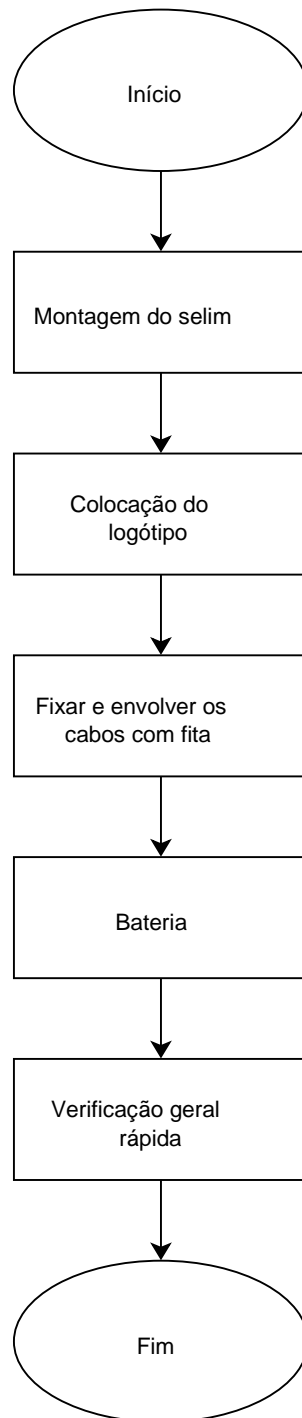 Início
Montagem do selim
Colocação do
logótipo
Fixar e envolver os
cabos com fita
Bateria
Verificação geral
rápida
Fim